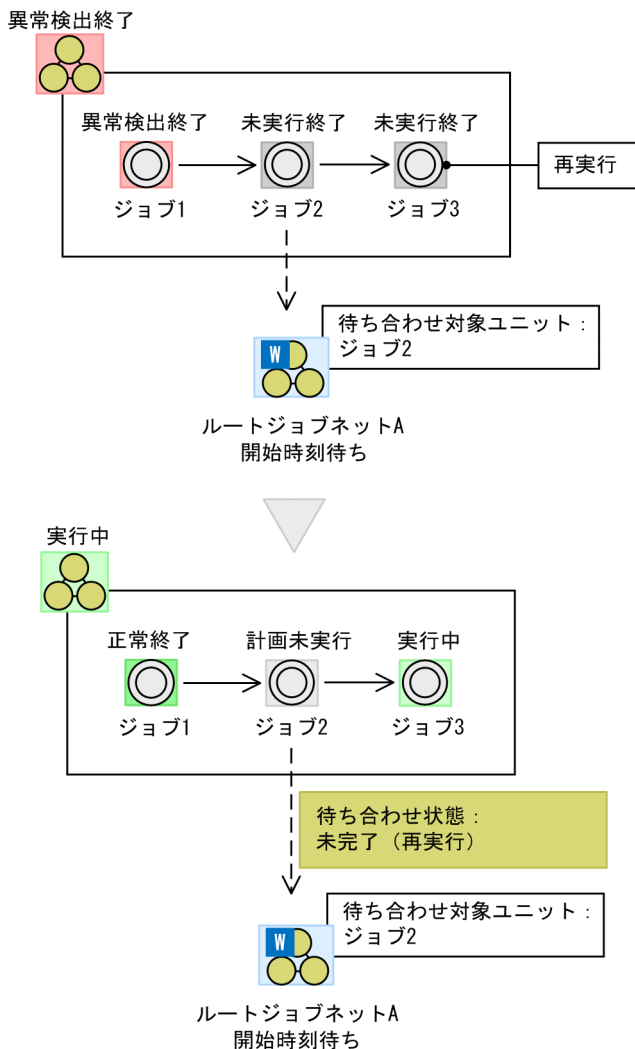 異常検出終了
異常検出終了 未実行終了 未実行終了
再実行
ジョブ1 ジョブ2 ジョブ3
待ち合わせ対象ユニット：
ジョブ2
W
ルートジョブネットA
開始時刻待ち
実行中
正常終了 計画未実行 実行中
ジョブ1 ジョブ2 ジョブ3
待ち合わせ状態：
未完了（再実行）
待ち合わせ対象ユニット：
ジョブ2
W
ルートジョブネットA
開始時刻待ち